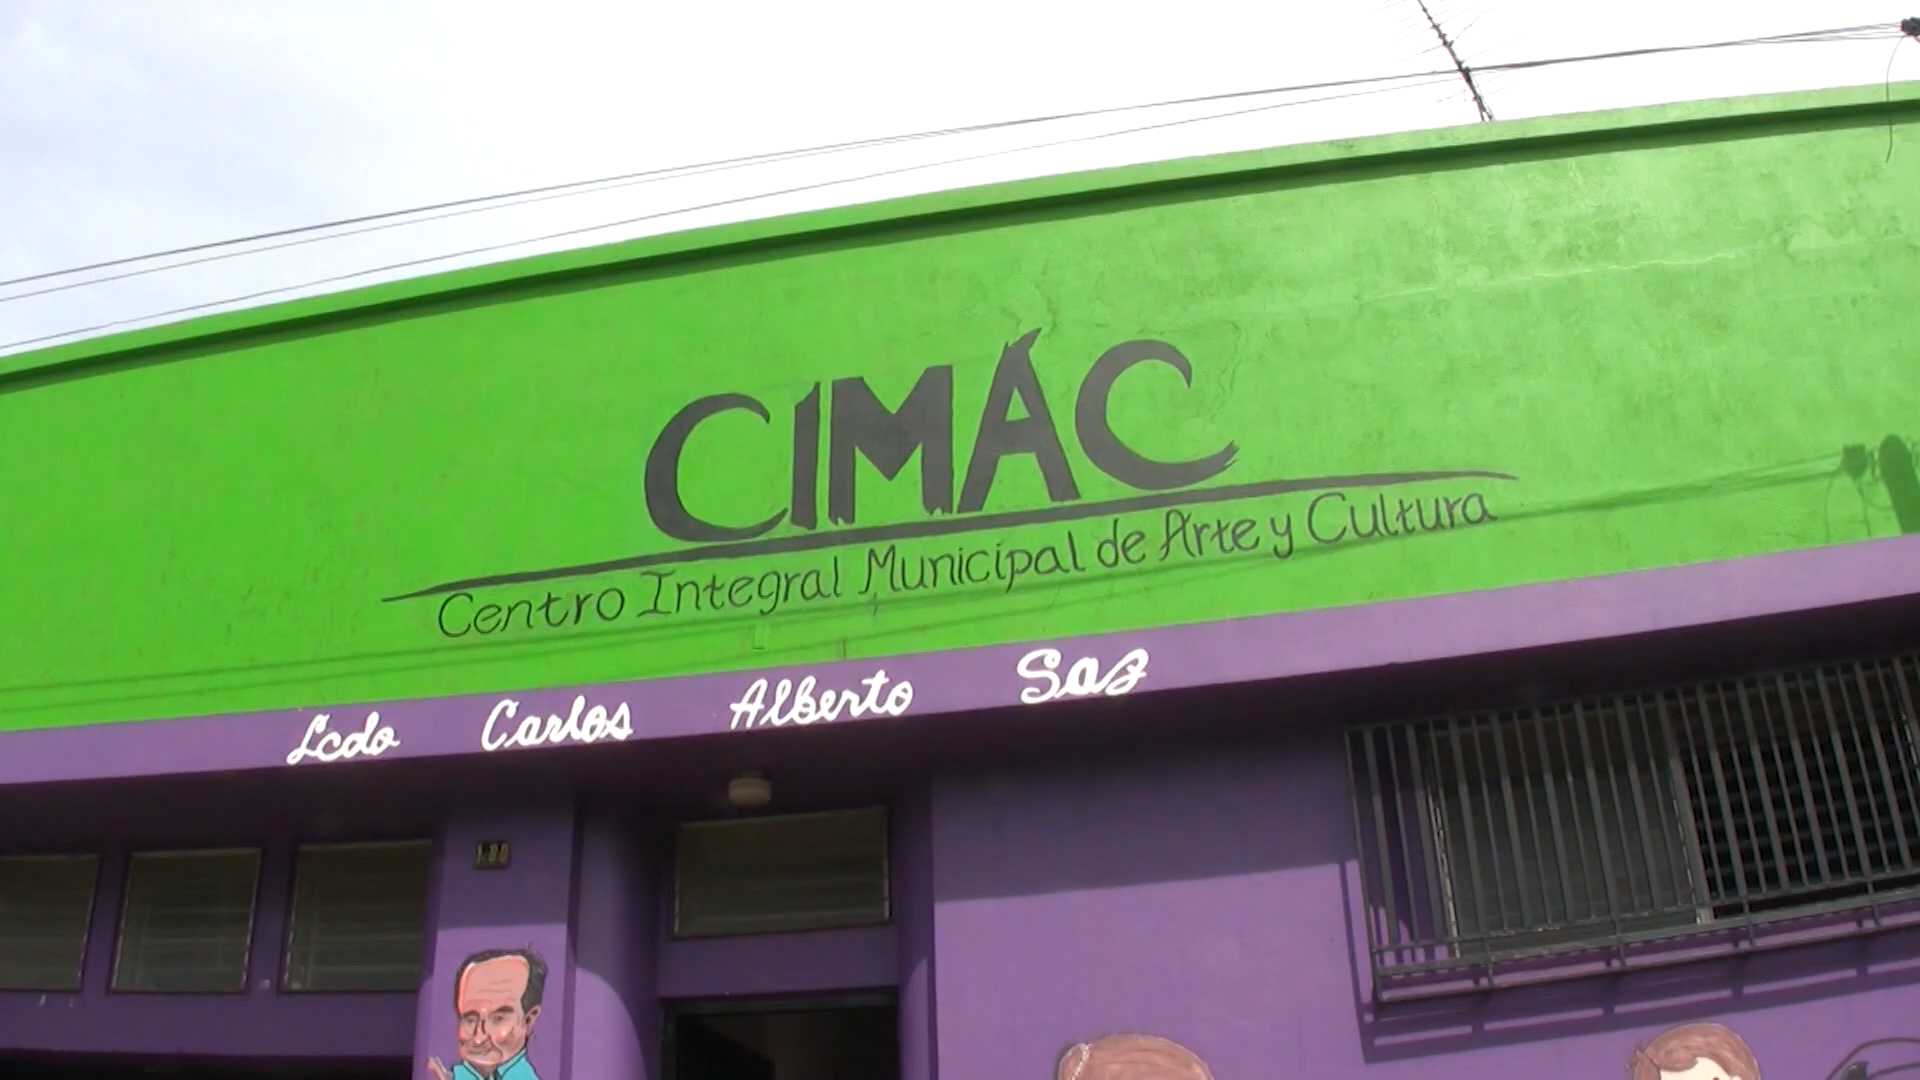 CIMAC
Centro Integral Municipal de Arte y Cultura
Lcdo Carlos Alberto Saz